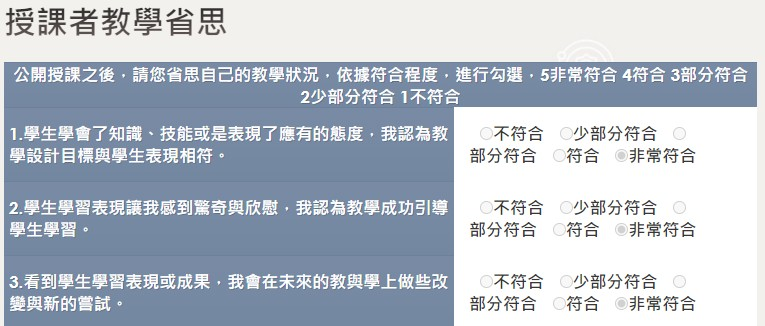 授課者教學省思
公開授課之後，請您省思自己的教學狀況，依據符合程度，進行勾選，5非常符合 4符合 3部分符合
2少部分符合 1不符合
1.學生學會了知識、技能或是表現了應有的態度，我認為教
學設計目標與學生表現相符。
不符合 少部分符合
部分符合 符合 非常符合
2.學生學習表現讓我感到驚奇與欣慰，我認為教學成功引導
學生學習。
不符合 少部分符合
部分符合 符合 非常符合
3.看到學生學習表現或成果，我會在未來的教與學上做些改
變與新的嘗試。
不符合 少部分符合
部分符合 符合 非常符合